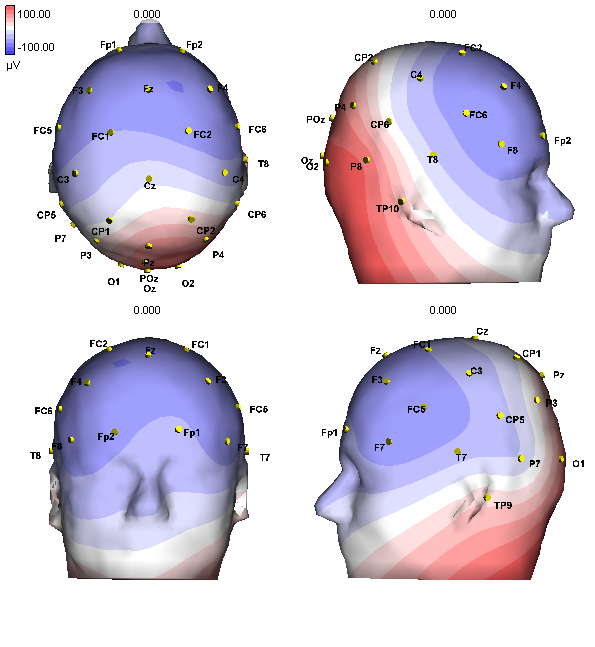 100.00
-100.00
µV
0.000
Fp1 Fp2
F3 Fz F4
FC5 FC1 FC2 FC6
T8
C3 Cz C4
CP5 CP1 CP2 CP6
P7 P3 Pz P4
O1 POz O2
Oz
0.000
FC2
CP2
C4 F4
P4
POz CP6 FC6
Fp2
F8
Oz P8 T8
O2
TP10
0.000
FC2 Fz FC1
F4 F3
FC6 FC5
Fp2 Fp1
F8 F7
T8 T7
0.000
Cz
Fz FC1 CP1
F3 C3 Pz
FC5 CP5 P3
Fp1
F7 T7 P7 O1
TP9